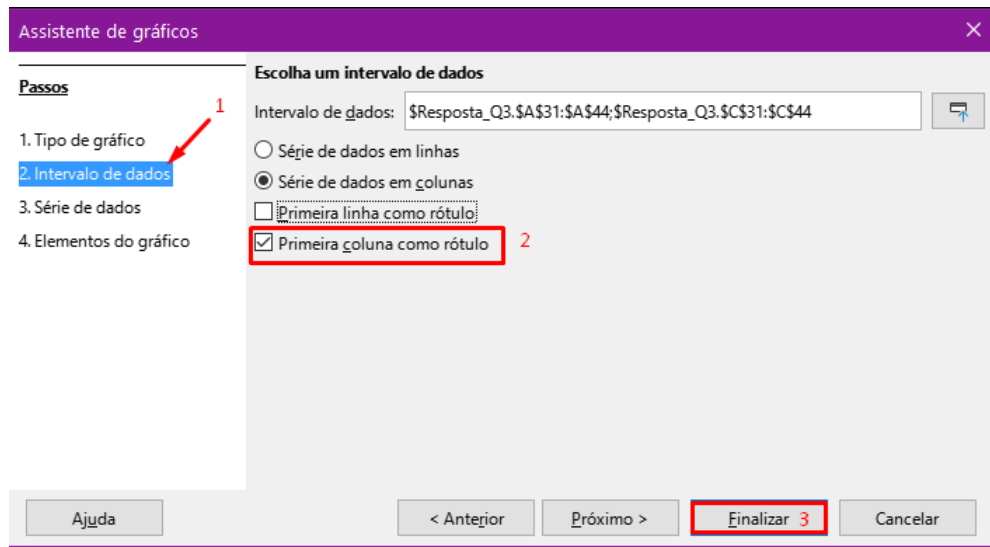 Assistente de gráficos
Passos
1
1. Tipo de gráfico
2. Intervalo de dados
3. Série de dados
4. Elementos do gráfico
Escolha um intervalo de dados
Intervalo de dados: $Resposta_Q3.$A$31:$A$44;$Resposta_Q3.$C$31:$C$44
Série de dados em linhas
Série de dados em colunas
Primeira linha como rótulo
Primeira coluna como rótulo 2
Ajuda < Anterior Próximo > Finalizar 3 Cancelar